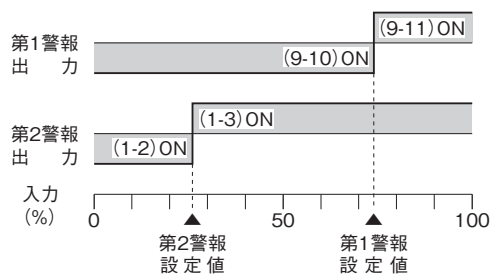 (9-11)ON
第1警報
出 力
(9-10)ON
(1-3)ON
第2警報
出 力
(1-2)ON
入力
(%)
0
50
100
第2警報
設定値
第1警報
設定値